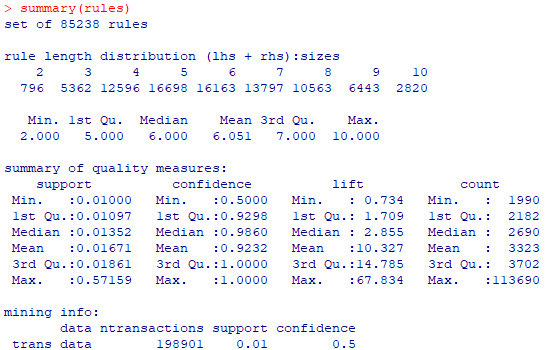 > summary(rules)
set of 85238 rules
rule length distribution (lhs + rhs):sizes
2 3 4 5 6 7 8 9 10
796 5362 12596 16698 16163 13797 10563 6443 2820
Min. 1st Qu. Median Mean 3rd Qu. Max.
2.000 5.000 6.000 6.051 7.000 10.000
summary of quality measures:
support confidence lift count
Min. :0.01000 Min. :0.5000 Min. : 0.734 Min. : 1990
1st Qu.:0.01097 1st Qu.:0.9298 1st Qu.: 1.709 1st Qu.: 2182
Median :0.01352 Median :0.9860 Median : 2.855 Median : 2690
Mean :0.01671 Mean :0.9232 Mean :10.327 Mean : 3323
3rd Qu.:0.01861 3rd Qu.:1.0000 3rd Qu.:14.785 3rd Qu.: 3702
Max. :0.57159 Max. :1.0000 Max. :67.834 Max. :113690
mining info:
data ntransactions support confidence
trans data 198901 0.01 0.5